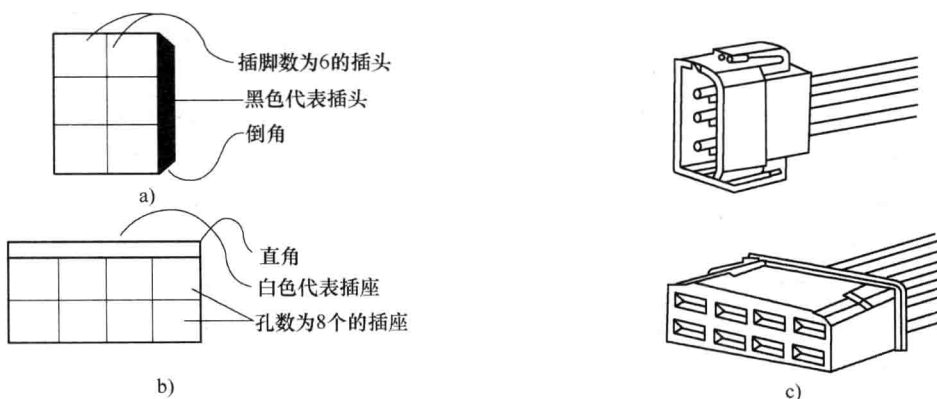 插脚数为6的插头
黑色代表插头
倒角
a)
直角
白色代表插座
孔数为8个的插座
b)
c)